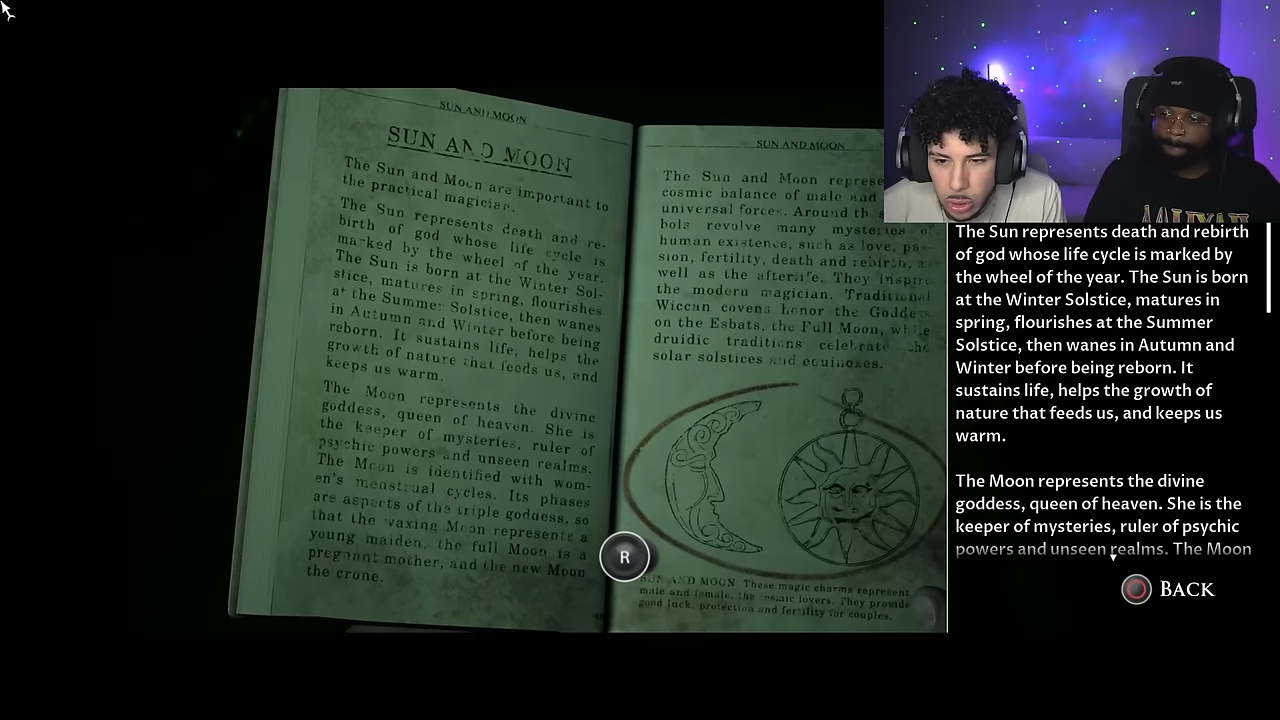 SUN AND MOON
SUN AND MOON
The Sun and Moon are important to
the practical magician.
The Sun represents death and re-
birth of god whose life cycle is
marked by the wheel of the year.
The Sun is born at the Winter Sol-
stice, matures in spring, flourishes
at the Summer Solstice, then wanes
in Autumn and Winter before being
reborn. It sustains life, helps the
growth of nature that feeds us, and
keeps us warm.
The Moon represents the divine
goddess, queen of heaven. She is
the keeper of mysteries, ruler of
psychic powers and unseen realms.
The Moon is identified with wom-
en's menstrual cycles. Its phases
are aspects of the triple goddess, so
that the waxing Moon represents a
young maiden, the full Moon is a
pregnant mother, and the new Moon
the crone.
SUN AND MOON
The Sun and Moon represe
cosmic balance of male and
universal forces. Around th
bols revolve many mysteries of
human existence, such as love, pas-
sion, fertility, death and rebirth, a
well as the afterlife. They inspire
the modern magician. Traditional
Wiccan covens honor the Goddes
on the Esbats, the Full Moon, while
druidic traditions celebrate the
solar solstices and equinoxes.
SUN AND MOON These magic charms represent
male and female, the cosmic lovers. They provide
good luck, protection and fertility for couples.
R
AALIYAH
The Sun represents death and rebirth
of god whose life cycle is marked by
the wheel of the year. The Sun is born
at the Winter Solstice, matures in
spring, flourishes at the Summer
Solstice, then wanes in Autumn and
Winter before being reborn. It
sustains life, helps the growth of
nature that feeds us, and keeps us
warm.
The Moon represents the divine
goddess, queen of heaven. She is the
keeper of mysteries, ruler of psychic
powers and unseen realms. The Moon
BACK